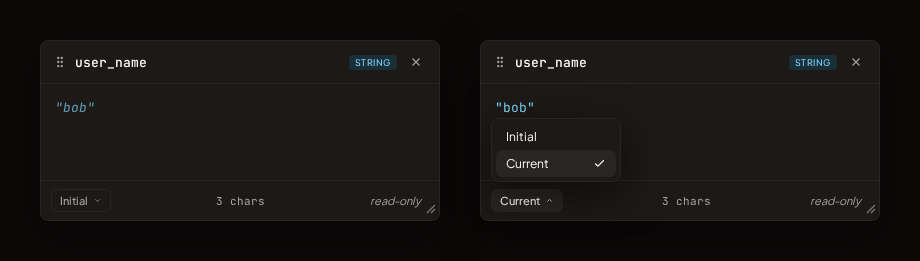 user_name STRING
"bob"
Initial 3 chars read-only
user_name STRING
"bob"
Initial
Current
Current 3 chars read-only